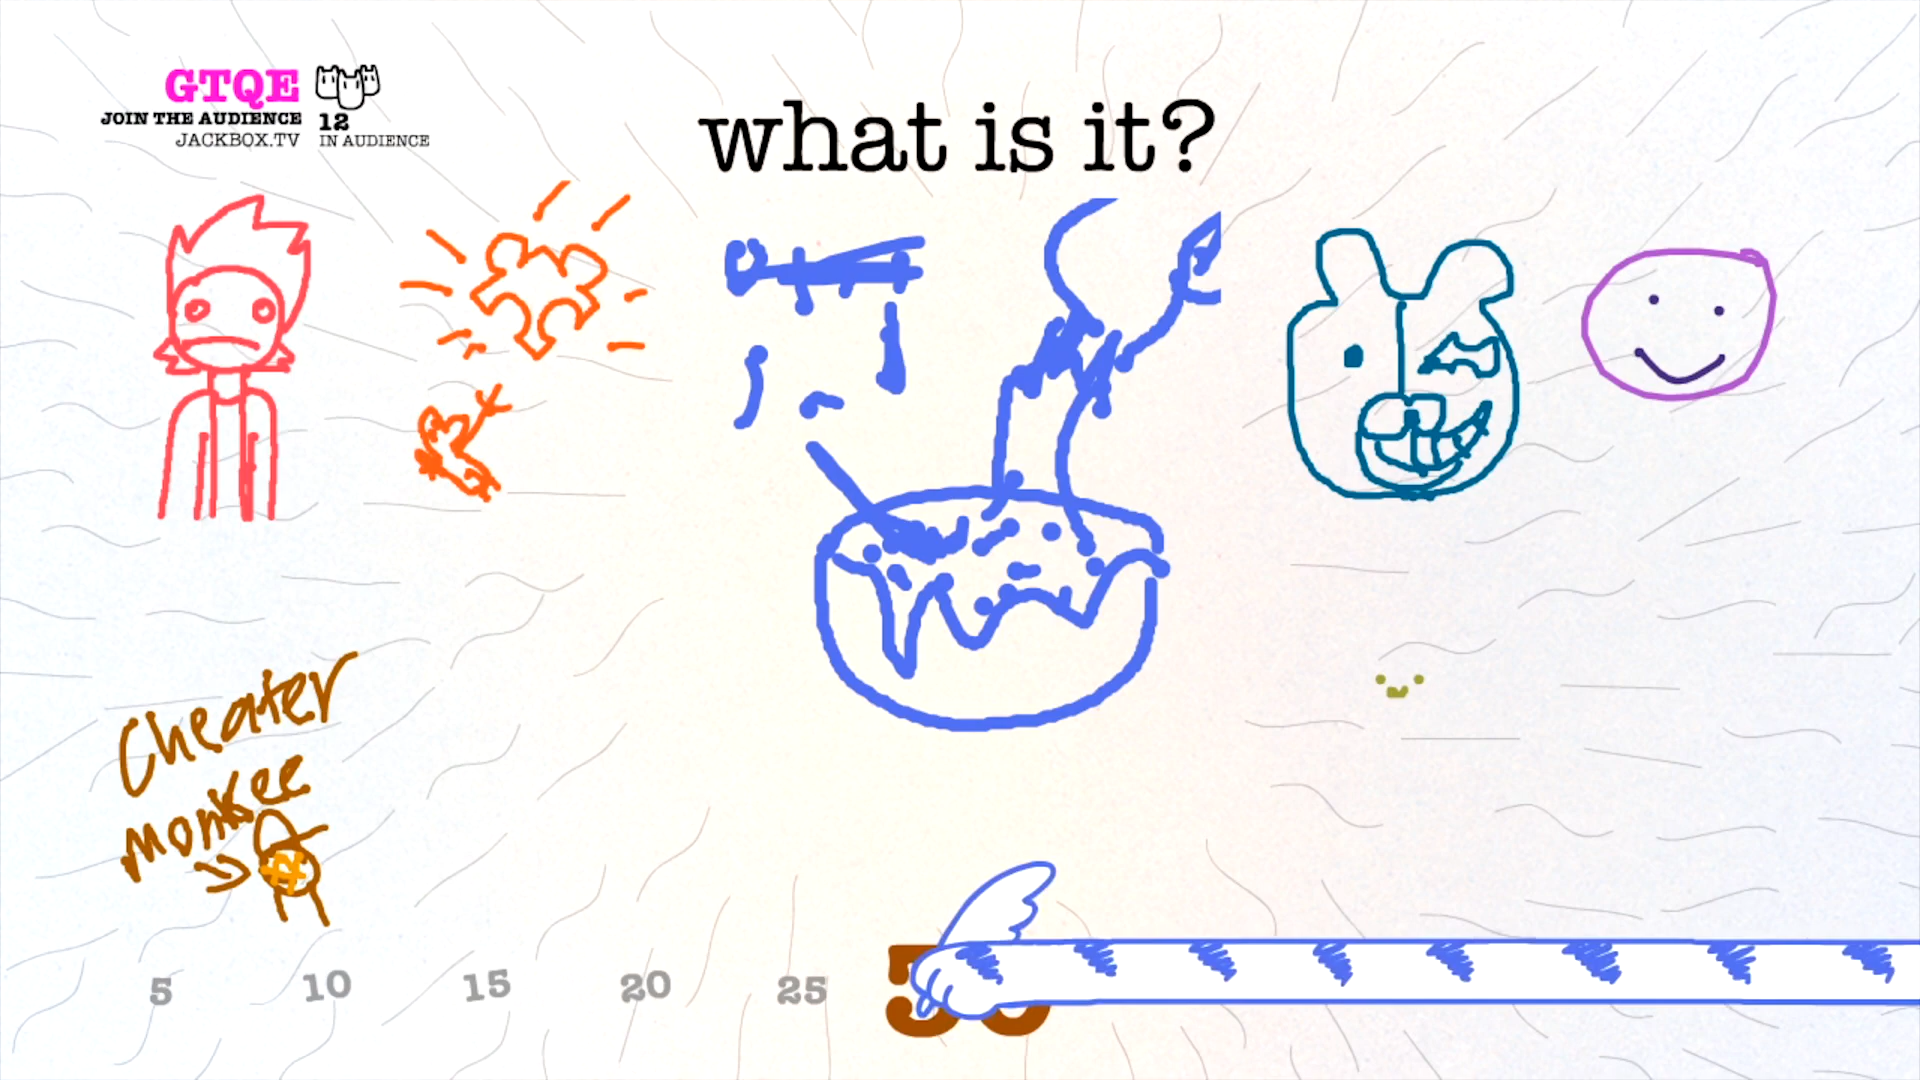 GTQE
JOIN THE AUDIENCE
JACKBOX.TV
12
IN AUDIENCE
what is it?
Cheater
monkee
5
10
15
20
25